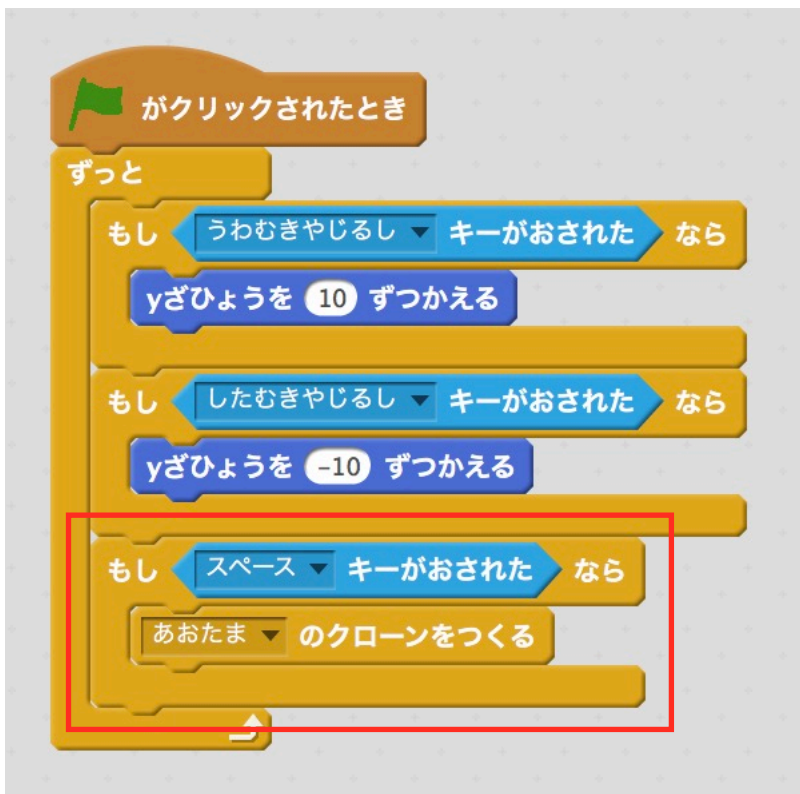 がクリックされたとき
ずっと
もし うわむきやじるし キーがおされた なら
yざひょうを 10 ずつかえる
もし したむきやじるし キーがおされた なら
yざひょうを -10 ずつかえる
もし スペース キーがおされた なら
あおたま のクローンをつくる